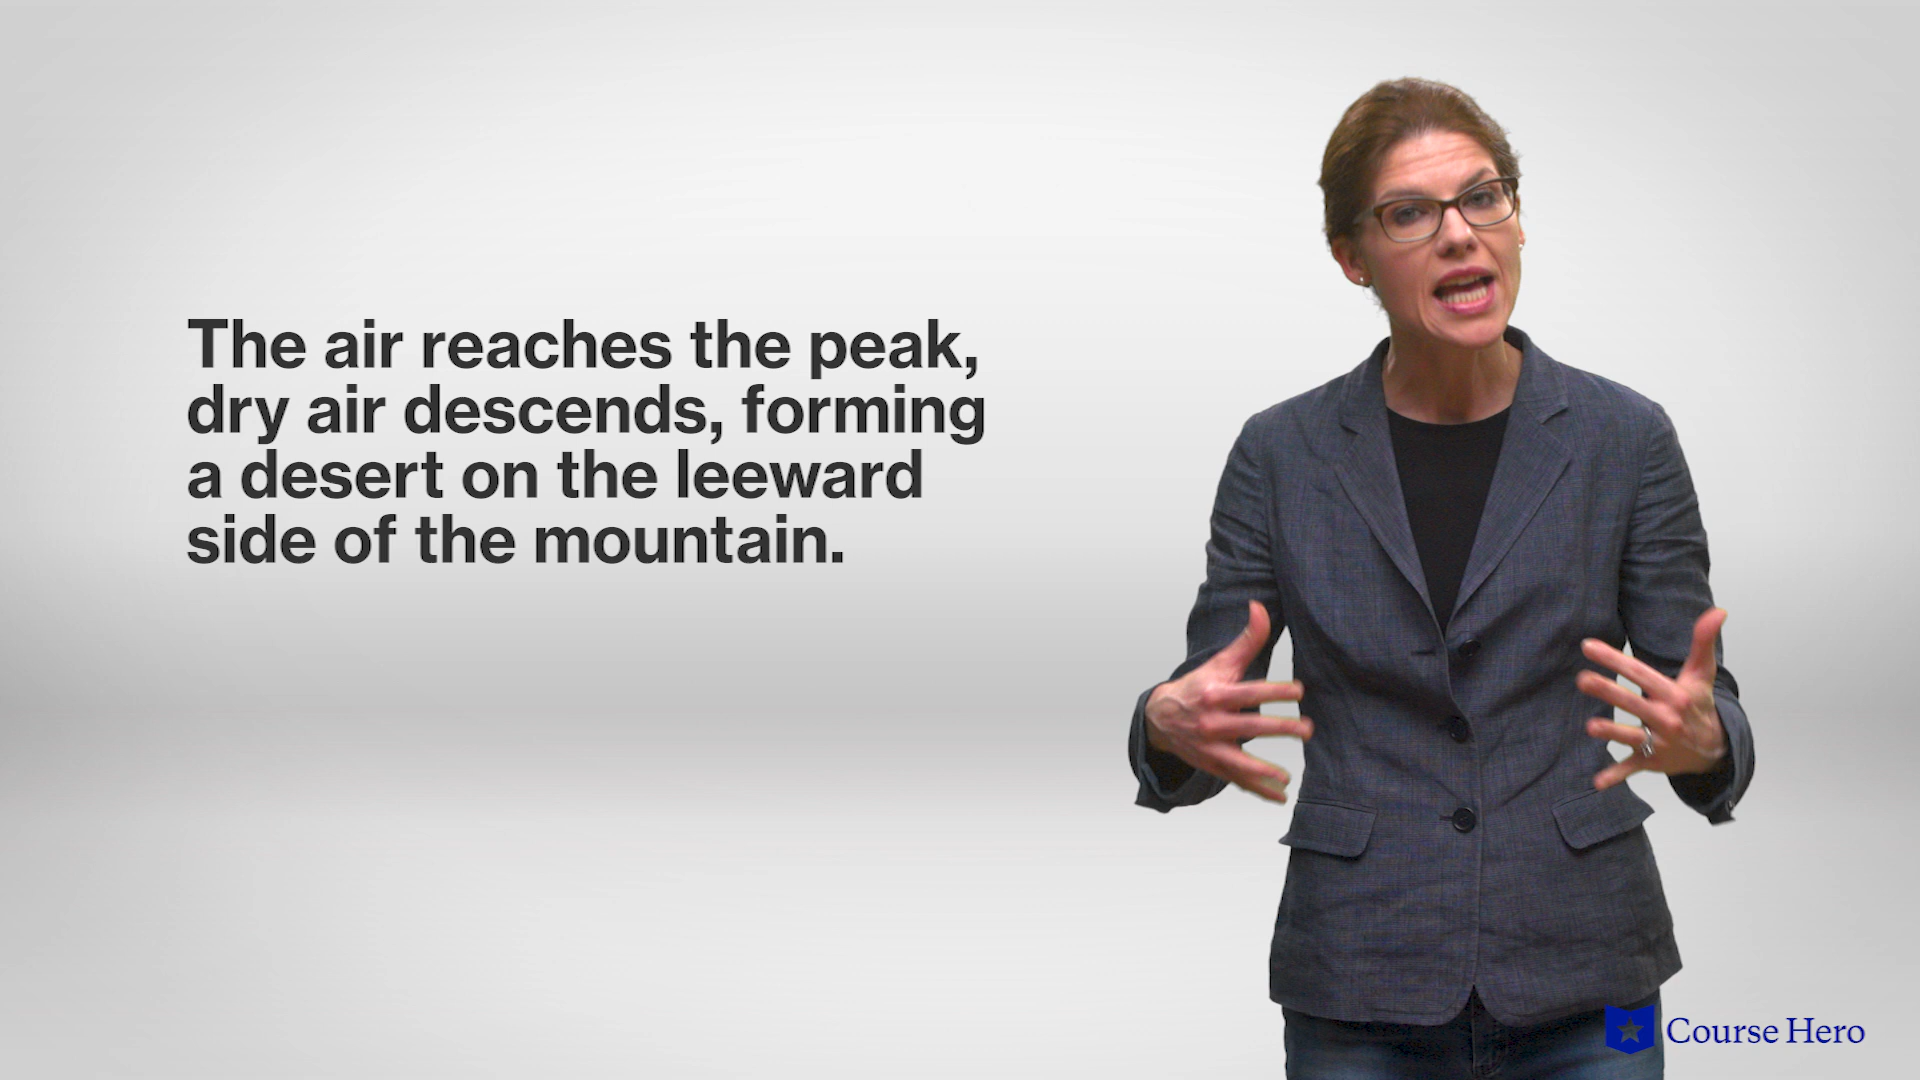 The air reaches the peak,
dry air descends, forming
a desert on the leeward
side of the mountain.
Course Hero